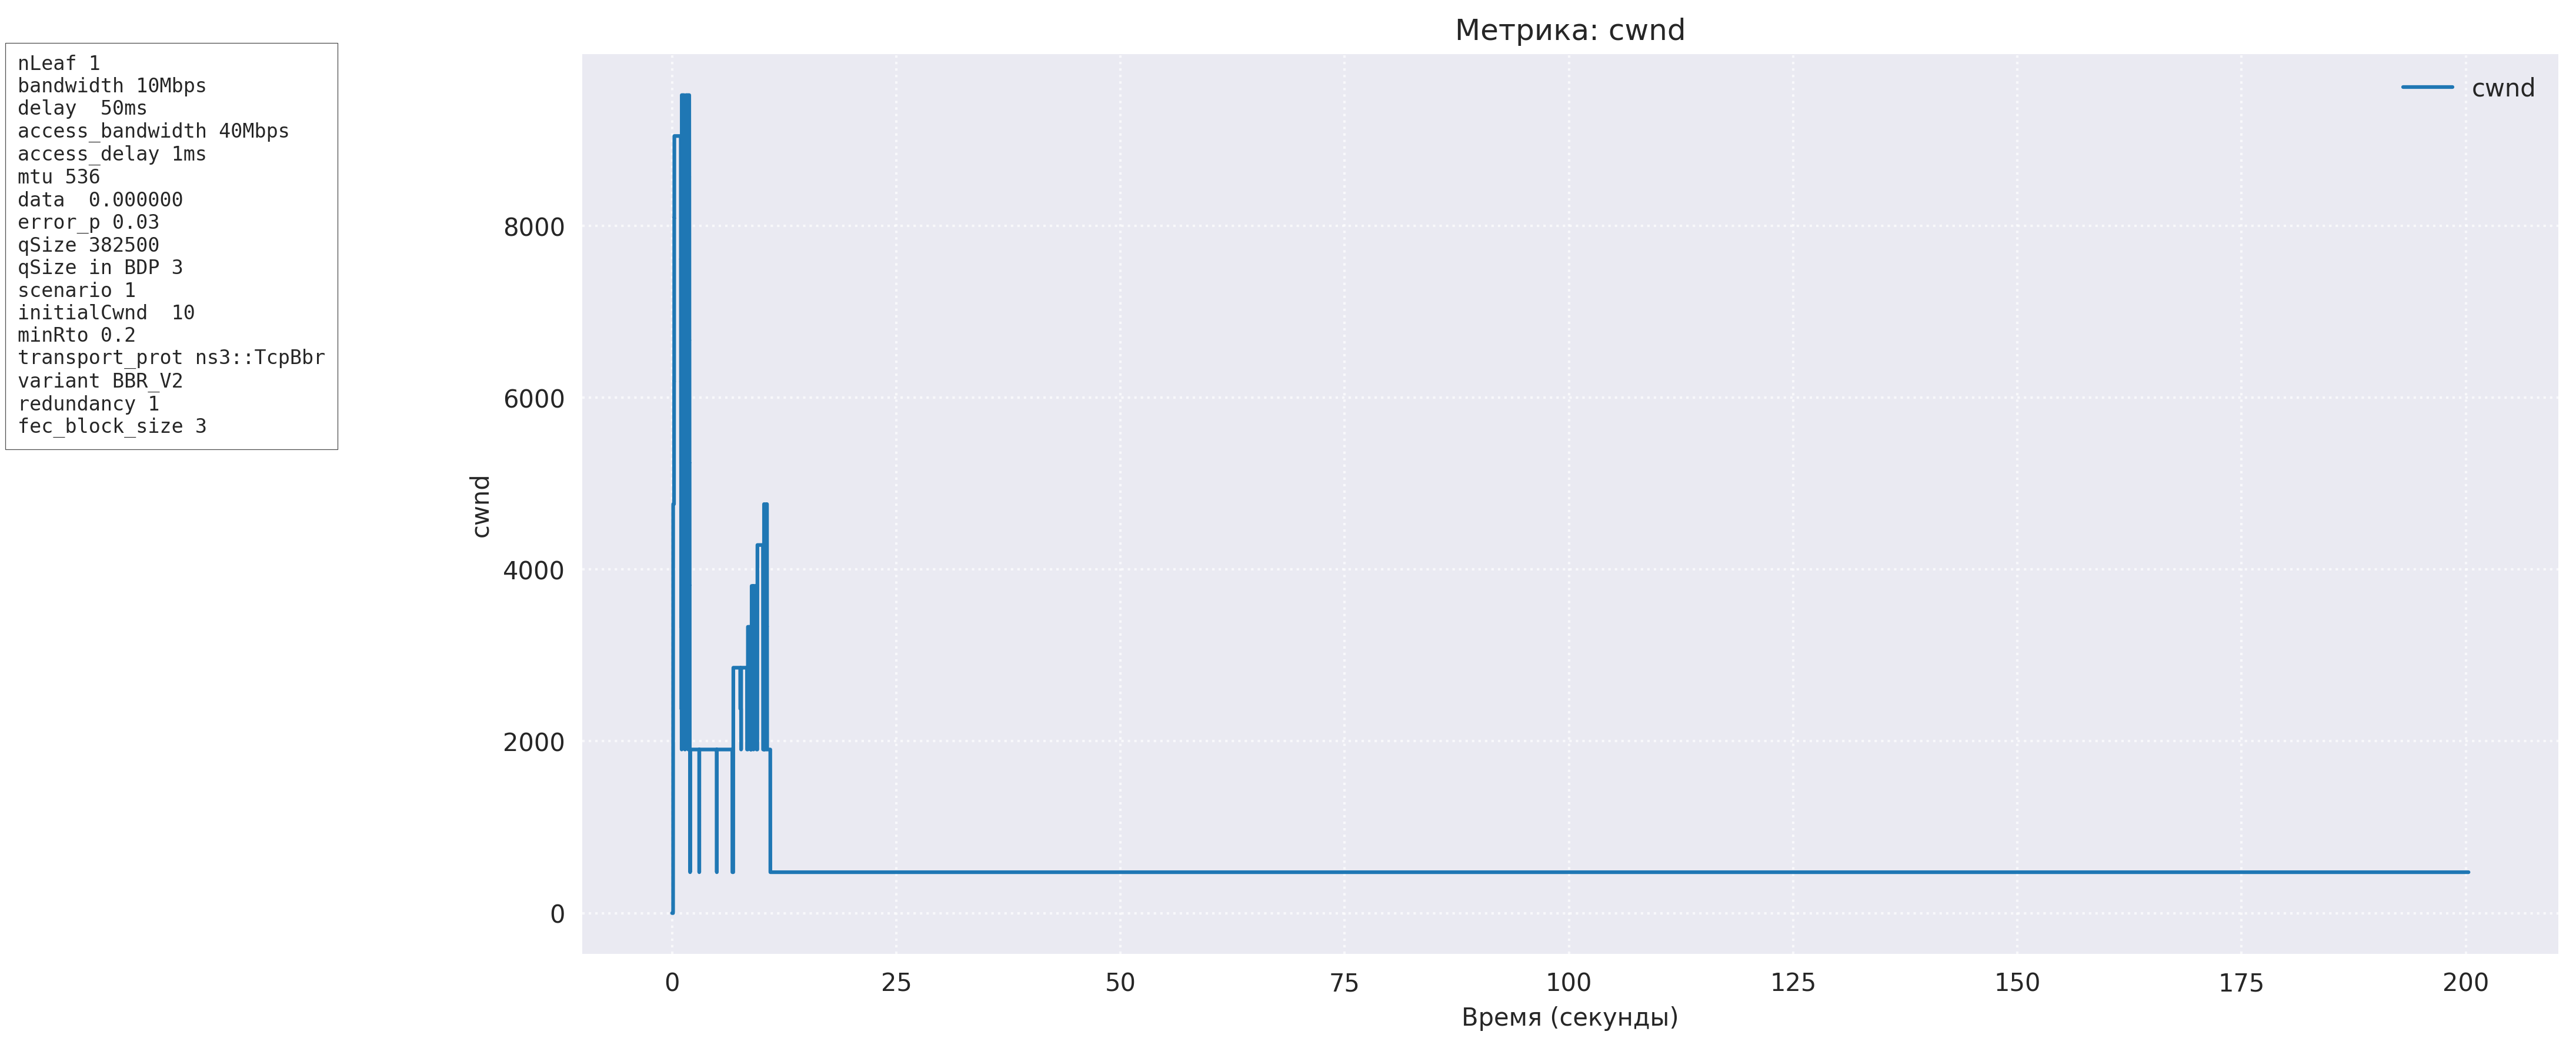 Метрика: cwnd
nLeaf 1
bandwidth 10Mbps
delay  50ms
access_bandwidth 40Mbps
access_delay 1ms
mtu 536
data  0.000000
error_p 0.03
qSize 382500
qSize in BDP 3
scenario 1
initialCwnd  10
minRto 0.2
transport_prot ns3::TcpBbr
variant BBR_V2
redundancy 1
fec_block_size 3
cwnd
cwnd
8000
6000
4000
2000
0
0 25 50 75 100 125 150 175 200
Время (секунды)